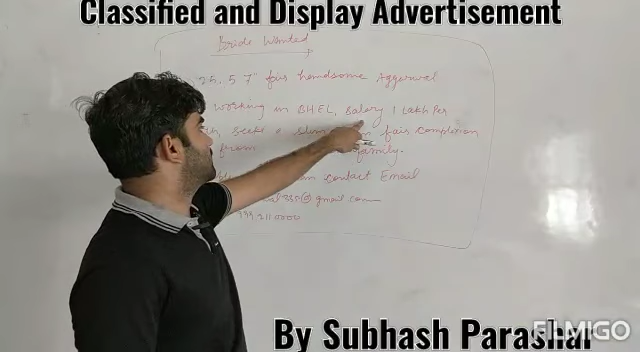 Classified and Display Advertisement
Bride Wanted
25, 5'7" fair handsome Aggerwal
working in BHEL, salary 1 Lakh Per
seeks a slim fair complexion
from family.
contact Email
@gmail.com
By Subhash Parashar
FILMIGO